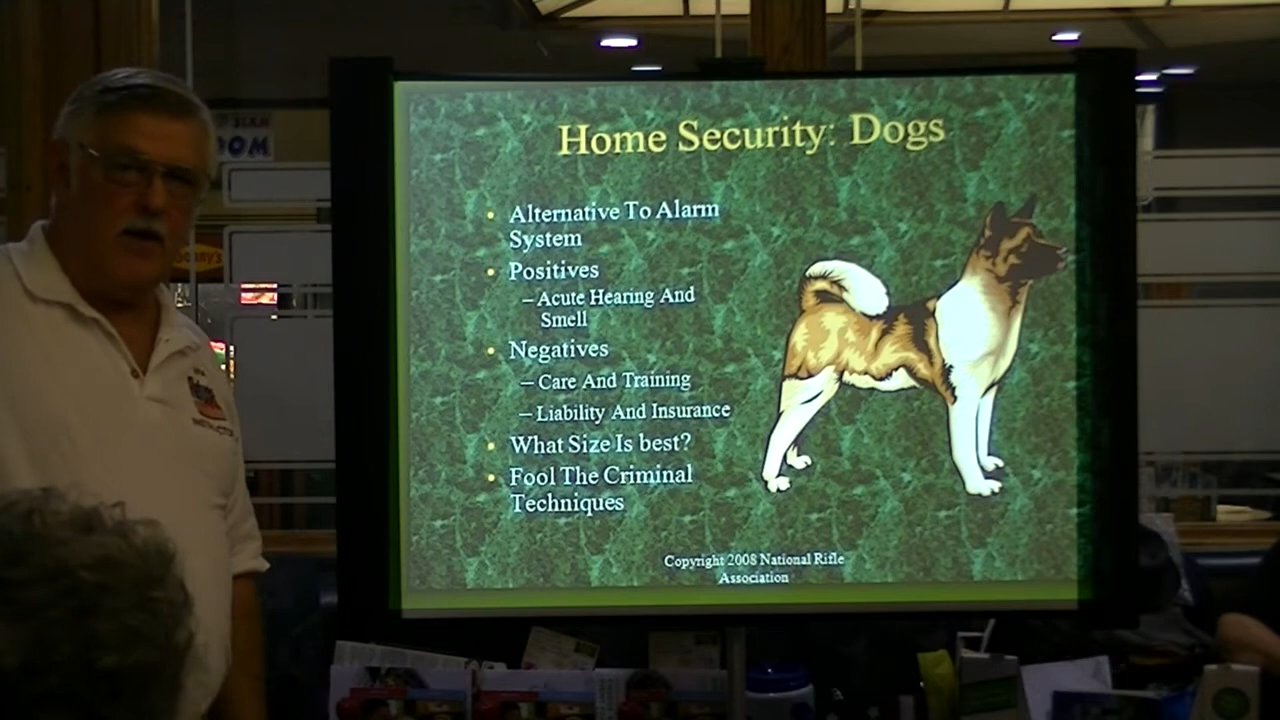 Home Security: Dogs
• Alternative To Alarm
System
• Positives
– Acute Hearing And
Smell
• Negatives
– Care And Training
– Liability And Insurance
• What Size Is best?
• Fool The Criminal
Techniques
Copyright 2008 National Rifle
Association
INSTRUCTOR